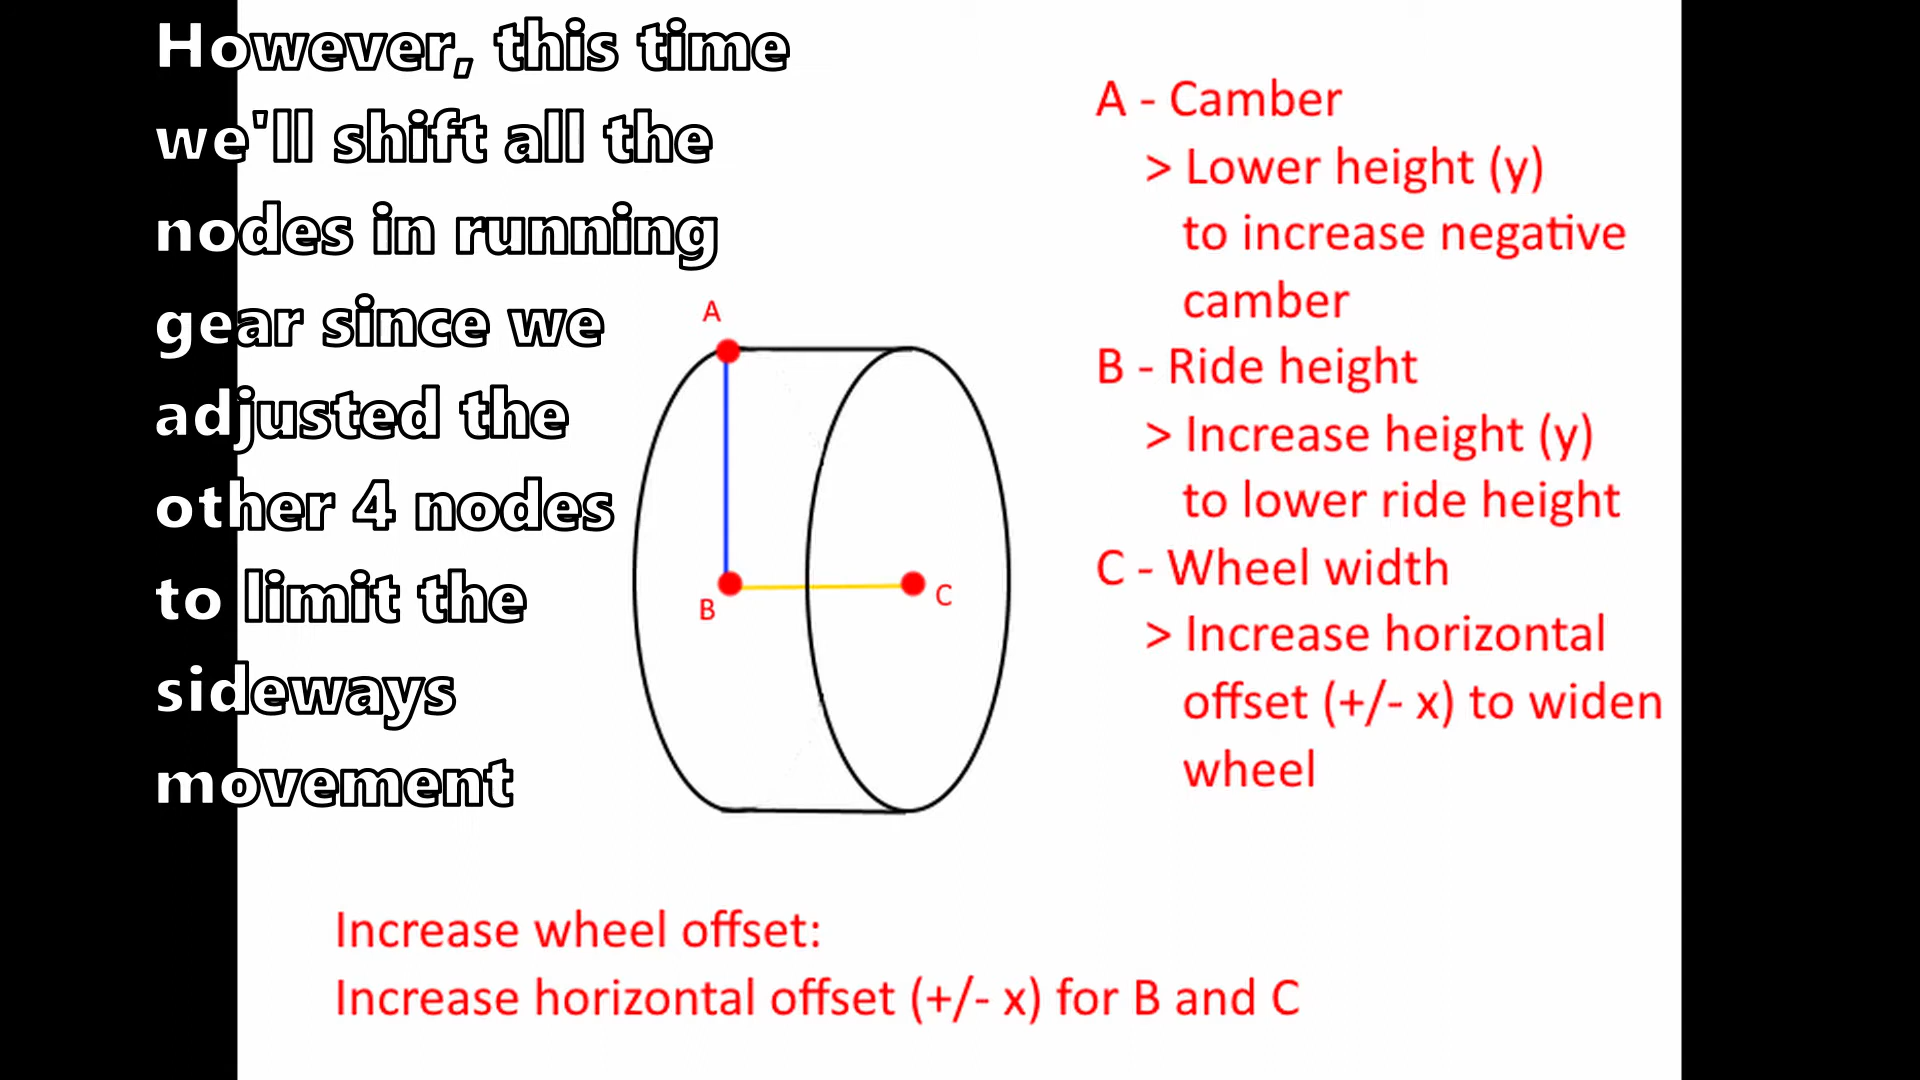 However, this time
we'll shift all the
nodes in running
gear since we
adjusted the
other 4 nodes
to limit the
sideways
movement
A
B
C
A - Camber
> Lower height (y)
to increase negative
camber
B - Ride height
> Increase height (y)
to lower ride height
C - Wheel width
> Increase horizontal
offset (+/- x) to widen
wheel
Increase wheel offset:
Increase horizontal offset (+/- x) for B and C